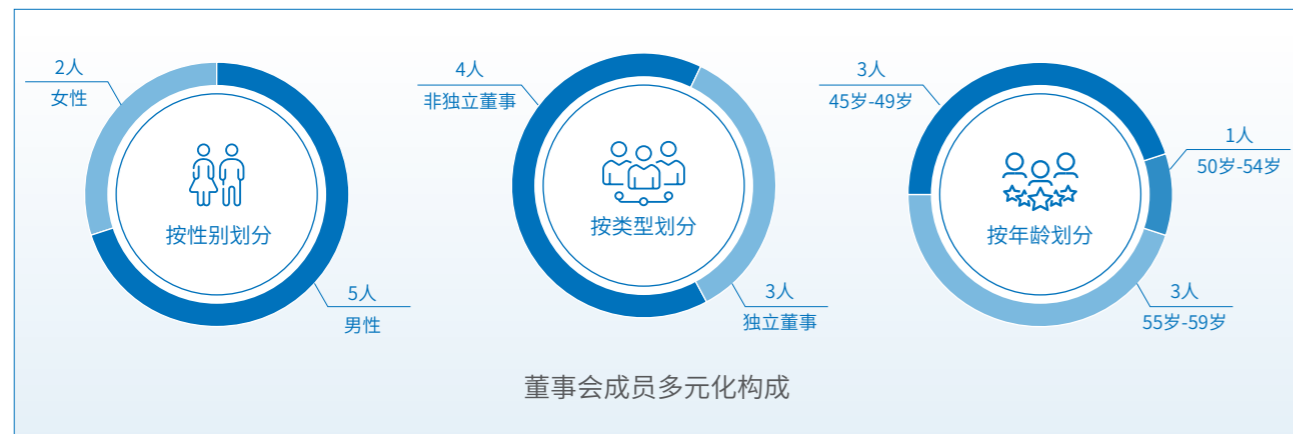 2人
女性
按性别划分
5人
男性
4人
非独立董事
按类型划分
3人
独立董事
3人
45岁-49岁
1人
50岁-54岁
按年龄划分
3人
55岁-59岁
董事会成员多元化构成